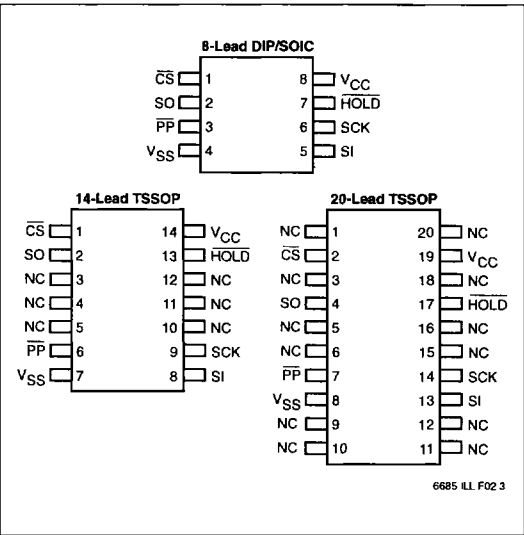 8-Lead DIP/SOIC
CS 1 8 VCC
SO 2 7 HOLD
PP 3 6 SCK
VSS 4 5 SI
14-Lead TSSOP
CS 1 14 VCC
SO 2 13 HOLD
NC 3 12 NC
NC 4 11 NC
NC 5 10 NC
PP 6 9 SCK
VSS 7 8 SI
20-Lead TSSOP
NC 1 20 NC
CS 2 19 VCC
NC 3 18 NC
SO 4 17 HOLD
NC 5 16 NC
NC 6 15 NC
PP 7 14 SCK
VSS 8 13 SI
NC 9 12 NC
NC 10 11 NC
6685 ILL F02 3